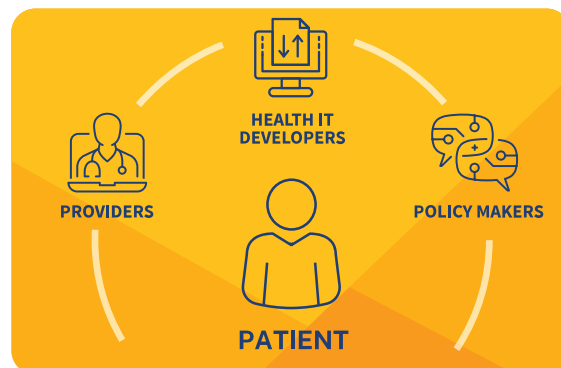 HEALTH IT
DEVELOPERS
PROVIDERS
POLICY MAKERS
PATIENT